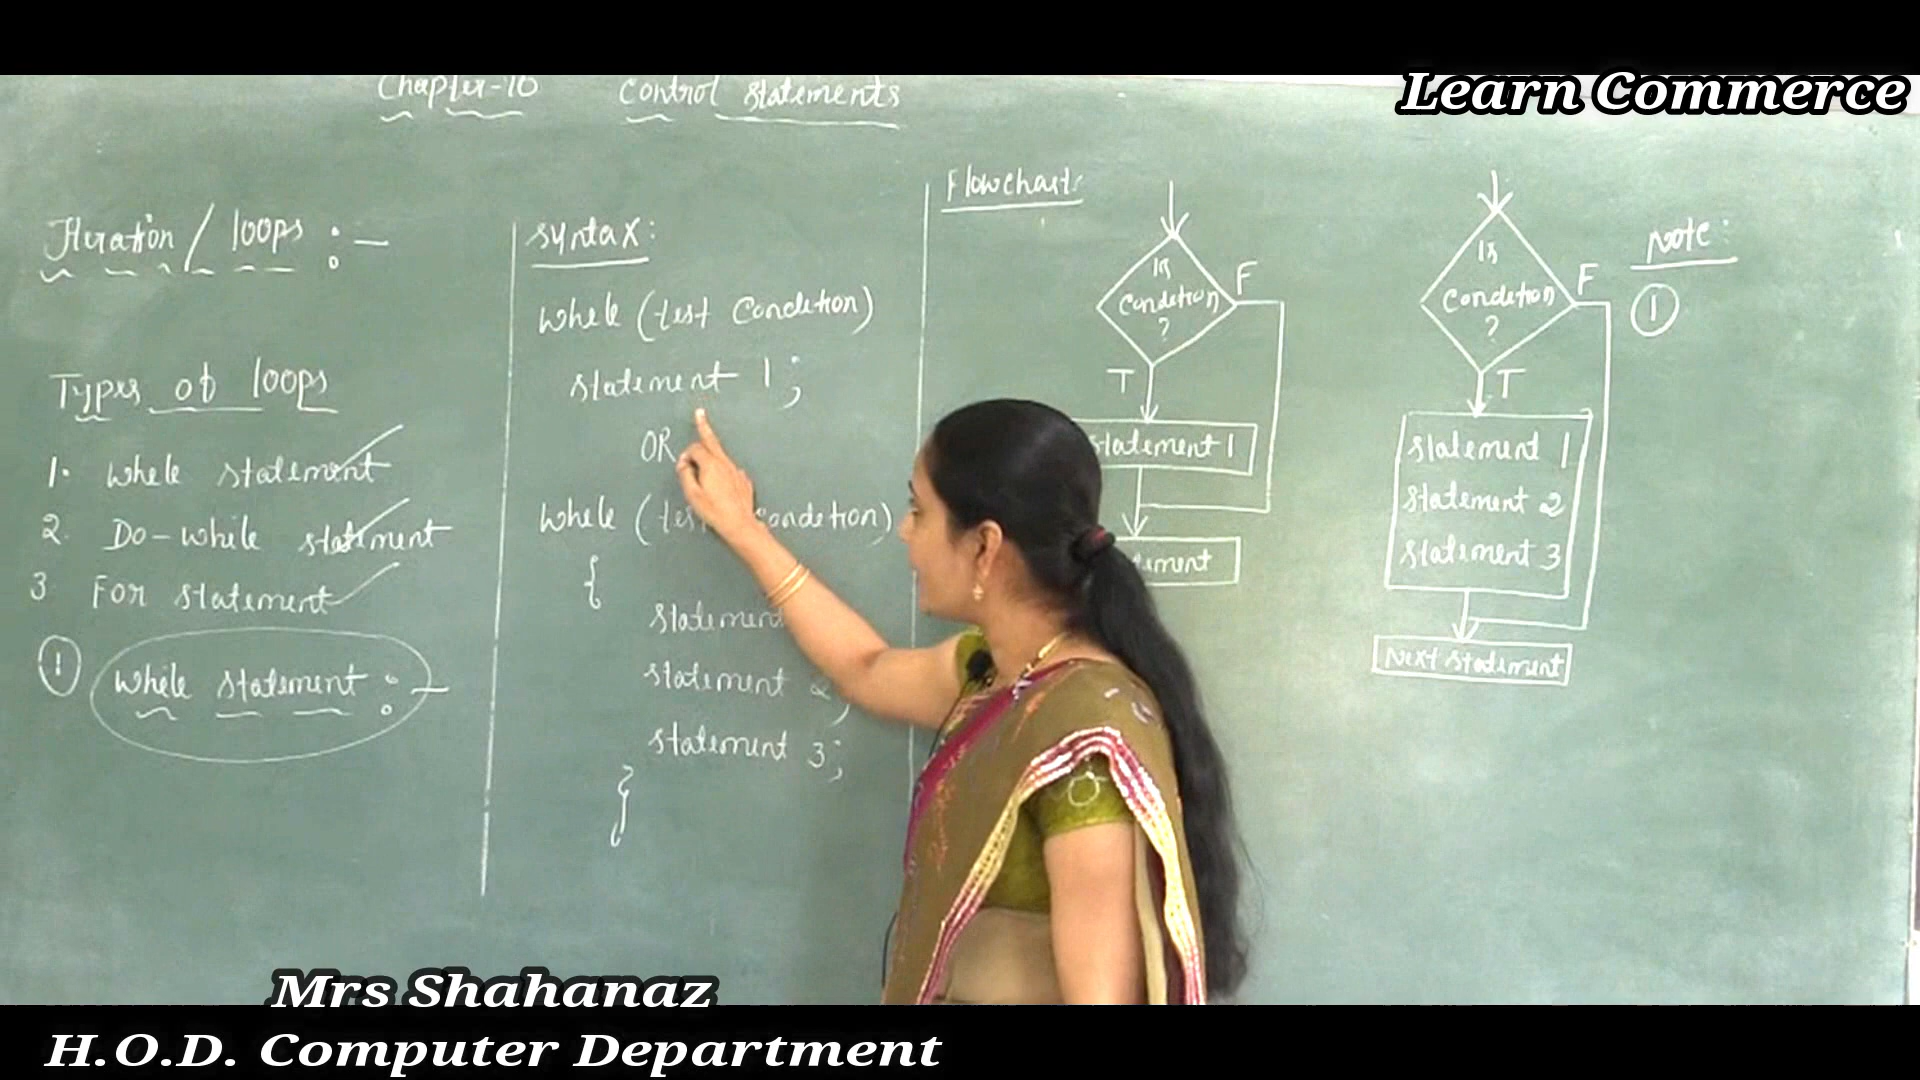 Learn Commerce
Chapter-10 Control Statements
Iteration / loops :-
Types of loops
1. While statement
2. Do-while statement
3 For statement
1 While statement :-
Syntax:
While (test Condition)
statement 1;
OR
While (test Condition)
{
statement
statement 2;
statement 3;
}
Flowchart:
Is
Condition
?
F
T
statement 1
Is
Condition
?
F
T
statement 1
statement 2
statement 3
Next statement
Note:
1
Mrs Shahanaz
H.O.D. Computer Department